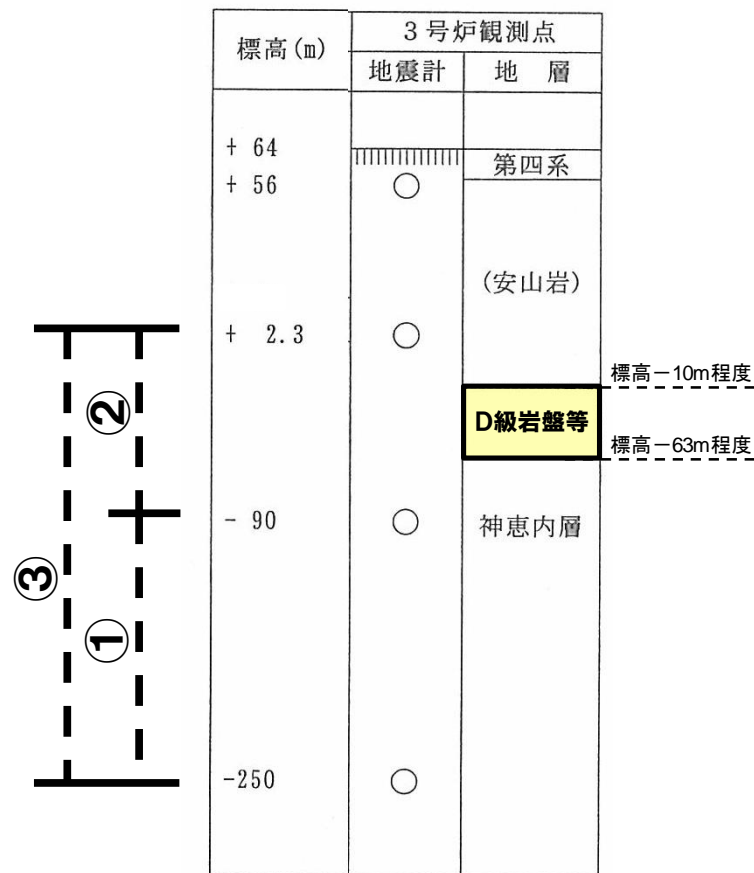 標高(m)
3号炉観測点
地震計
地 層
+ 64
第四系
+ 56
(安山岩)
+ 2.3
標高－10m程度
②
D級岩盤等
標高－63m程度
- 90
神恵内層
③
①
-250